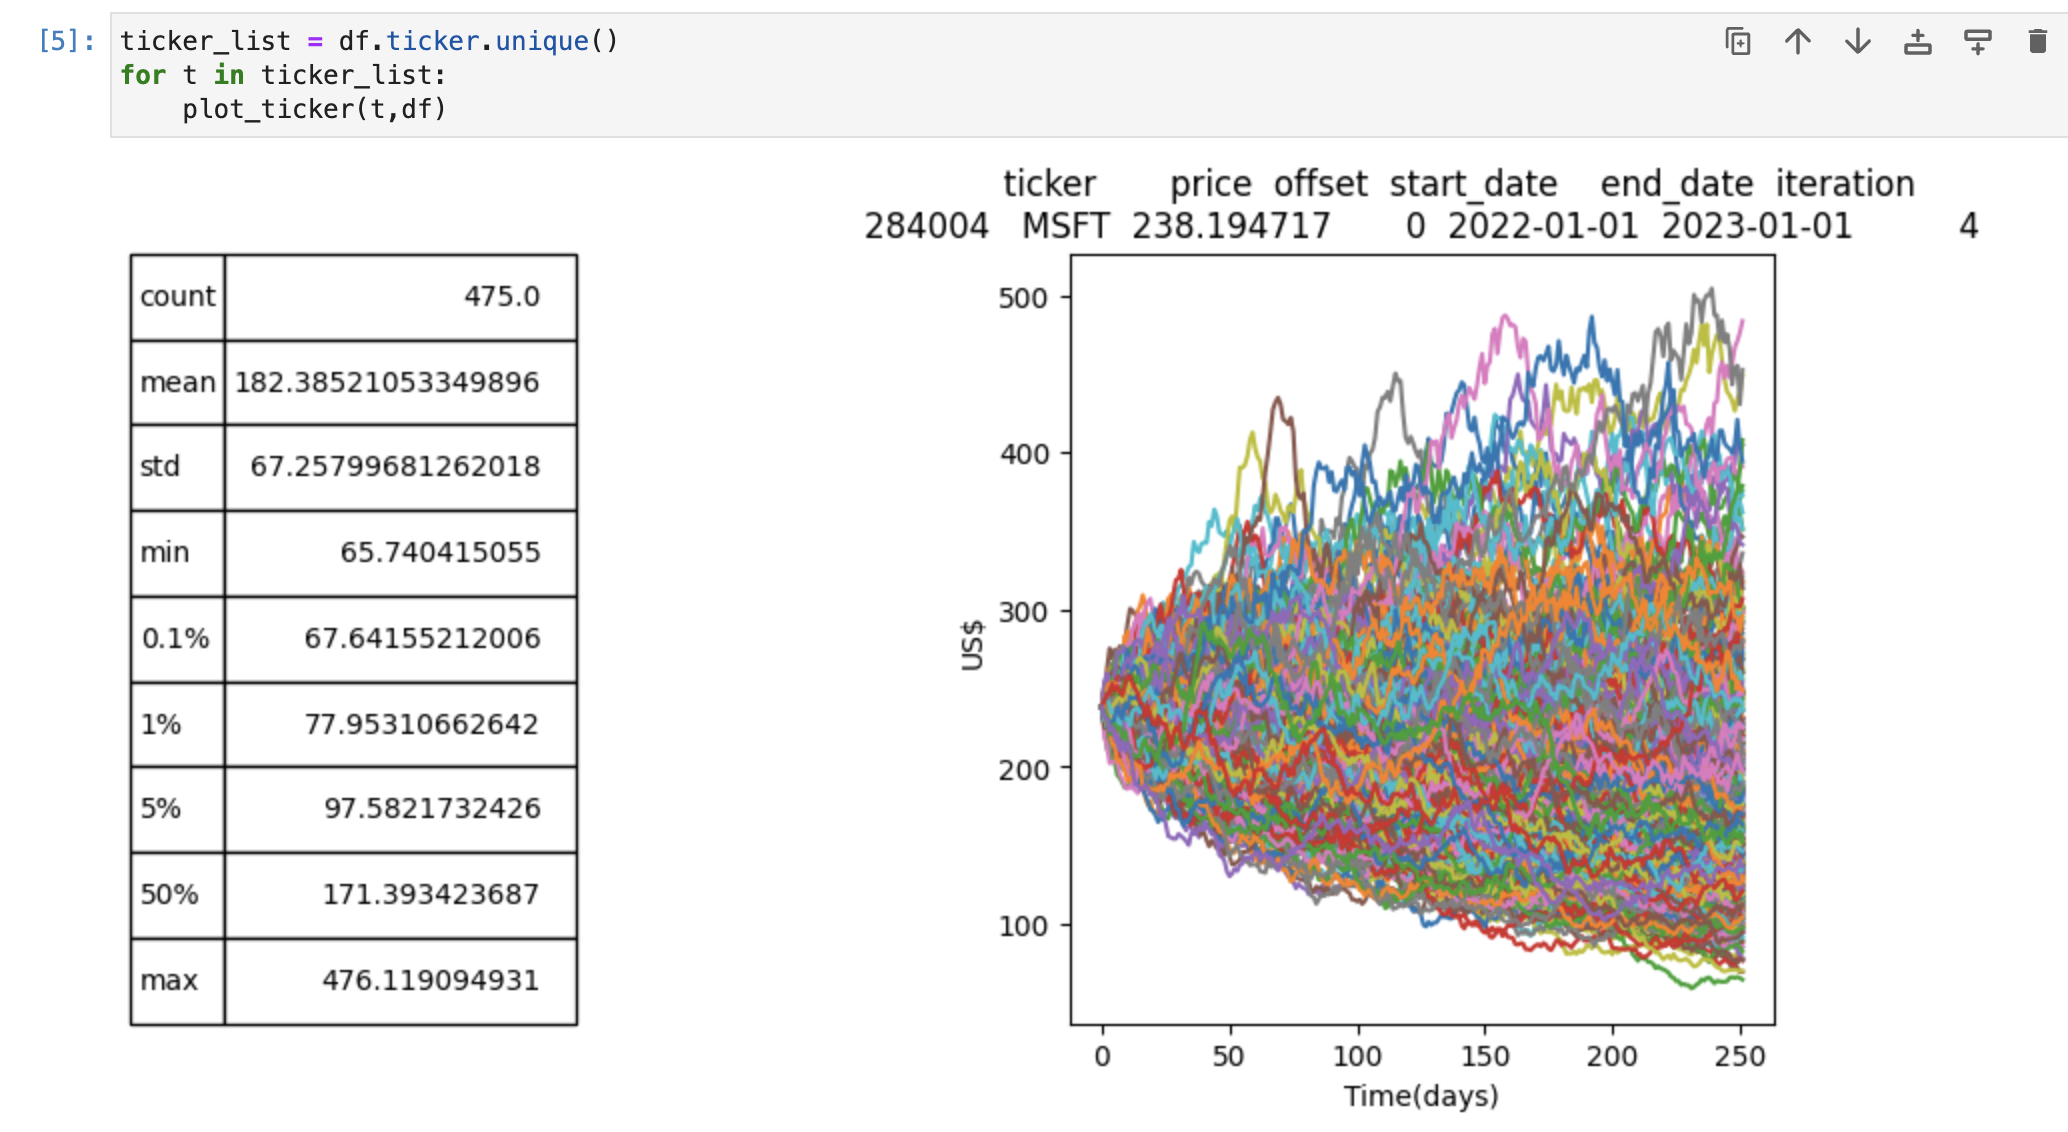 [5]: ticker_list = df.ticker.unique()
for t in ticker_list:
    plot_ticker(t,df)
ticker price offset start_date end_date iteration
284004 MSFT 238.194717 0 2022-01-01 2023-01-01 4
count 475.0
mean 182.38521053349896
std 67.25799681262018
min 65.740415055
0.1% 67.64155212006
1% 77.95310662642
5% 97.5821732426
50% 171.393423687
max 476.119094931
US$
500
400
300
200
100
0 50 100 150 200 250
Time(days)